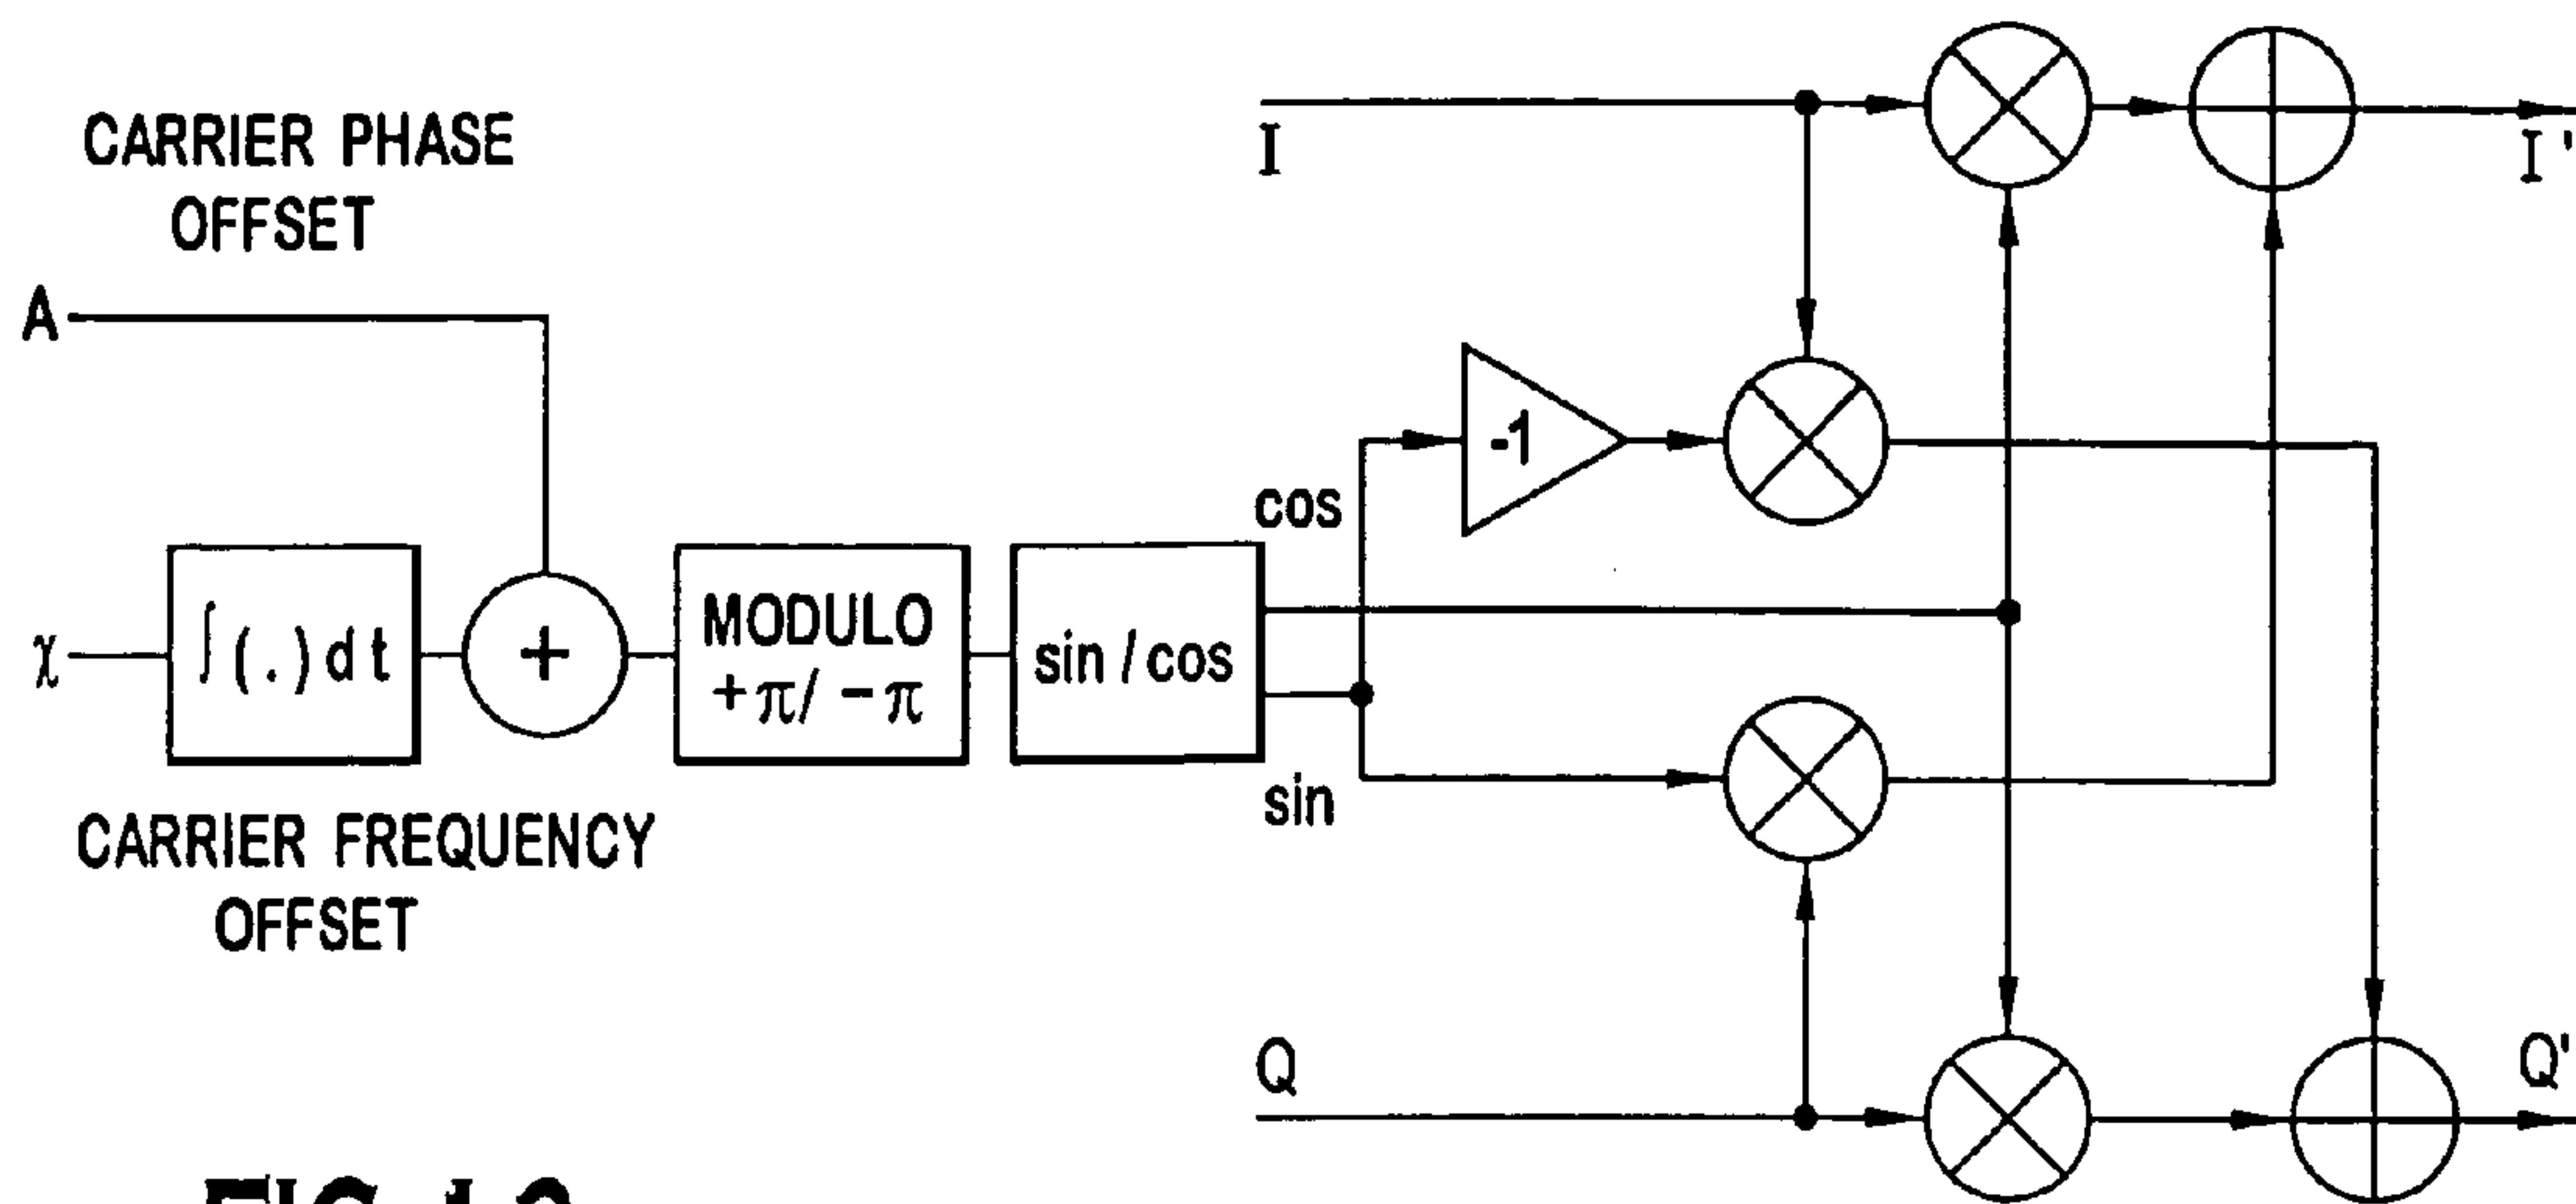 CARRIER PHASE
OFFSET
A
I
I'
-1
cos
χ
∫(.)dt
+
MODULO
+π/-π
sin/cos
sin
CARRIER FREQUENCY
OFFSET
Q
Q'